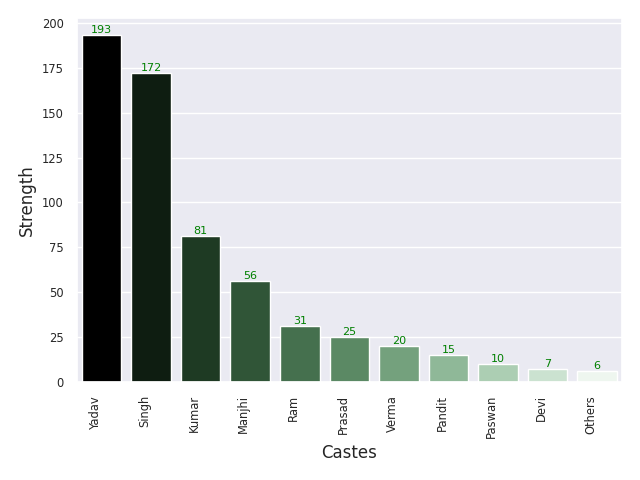 200
175
150
125
100
75
50
25
0
Strength
193
172
81
56
31
25
20
15
10
7
6
Yadav
Singh
Kumar
Manjhi
Ram
Prasad
Verma
Pandit
Paswan
Devi
Others
Castes